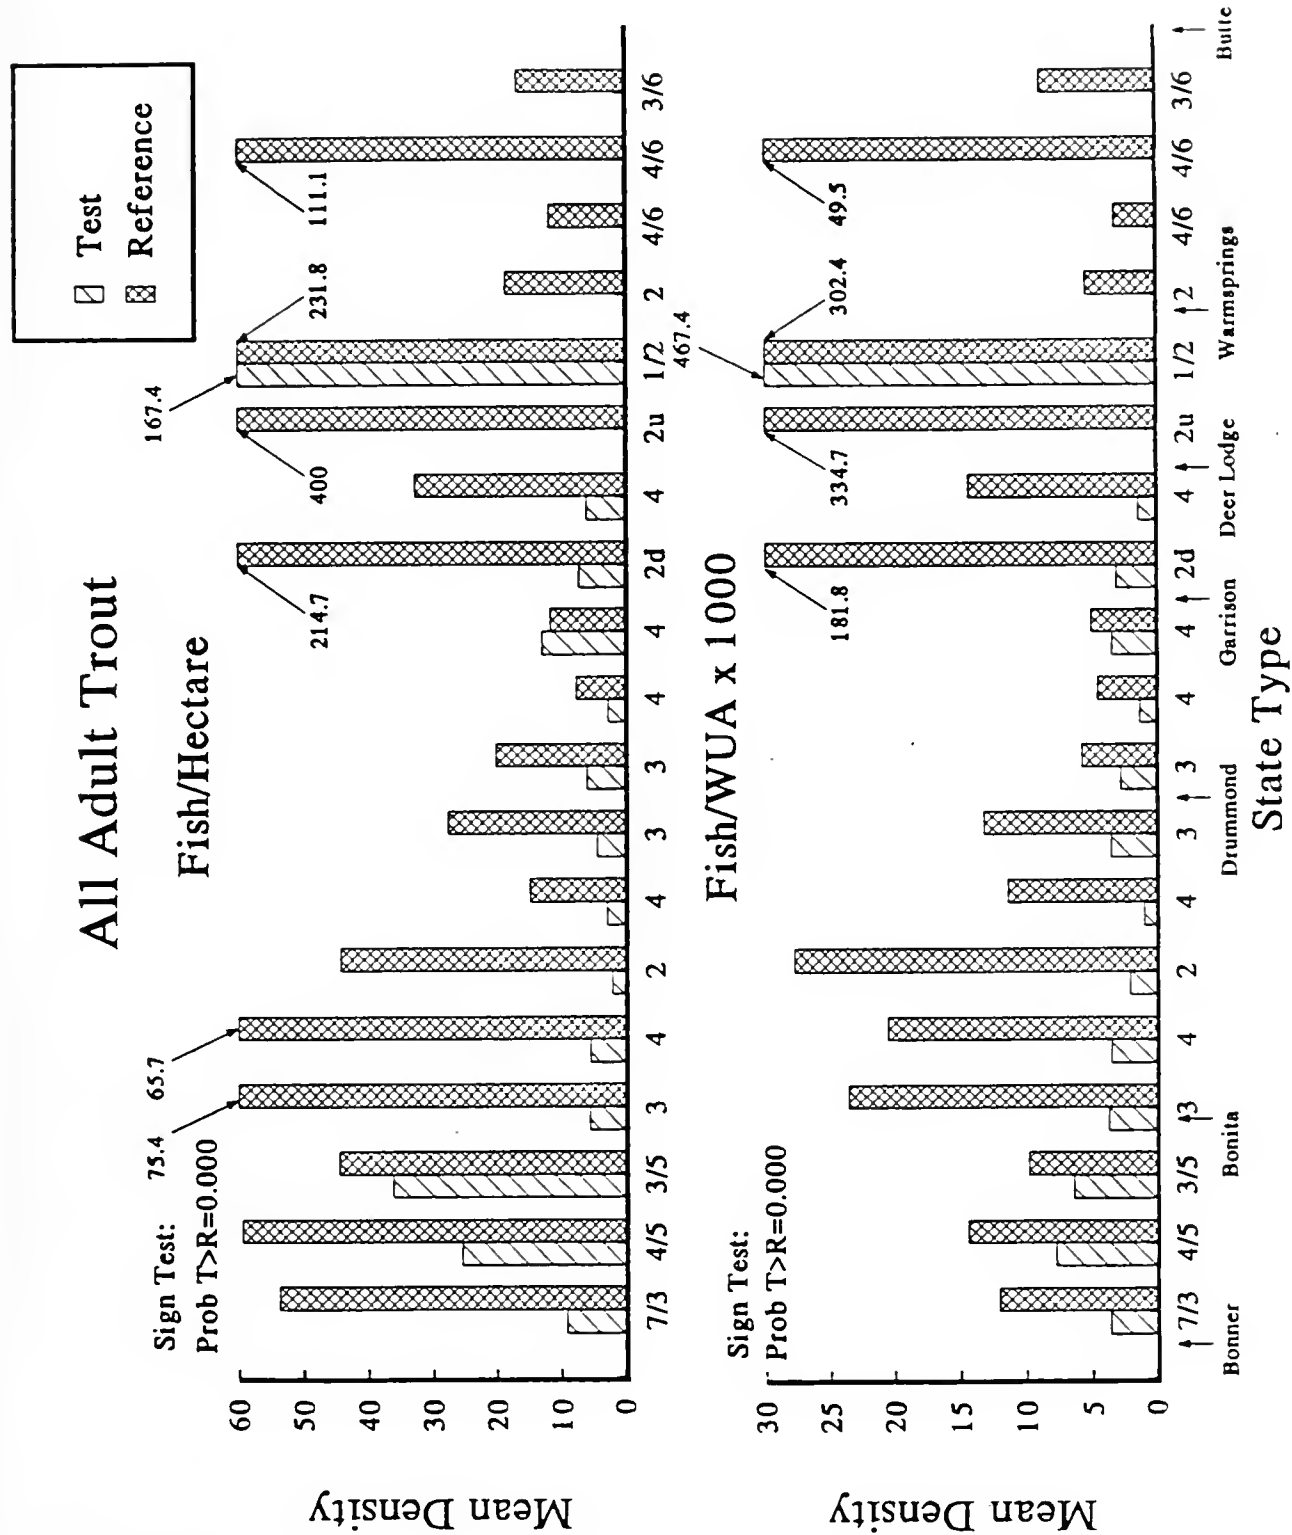 All Adult Trout
Test
Reference
Fish/Hectare
Mean Density
60
50
40
30
20
10
0
Sign Test:
Prob T>R=0.000
75.4
65.7
214.7
400
167.4
231.8
111.1
7/3 4/5 3/5 3 4 2 4 3 3 4 4 2d 4 2u 1/2 2 4/6 4/6 3/6
Fish/WUA x 1000
Mean Density
30
25
20
15
10
5
0
Sign Test:
Prob T>R=0.000
181.8
334.7
467.4
302.4
49.5
7/3 4/5 3/5 3 4 2 4 3 3 4 4 2d 4 2u 1/2 2 4/6 4/6 3/6
Bonner Bonita Drummond Garrison Deer Lodge Warmsprings Butte
State Type